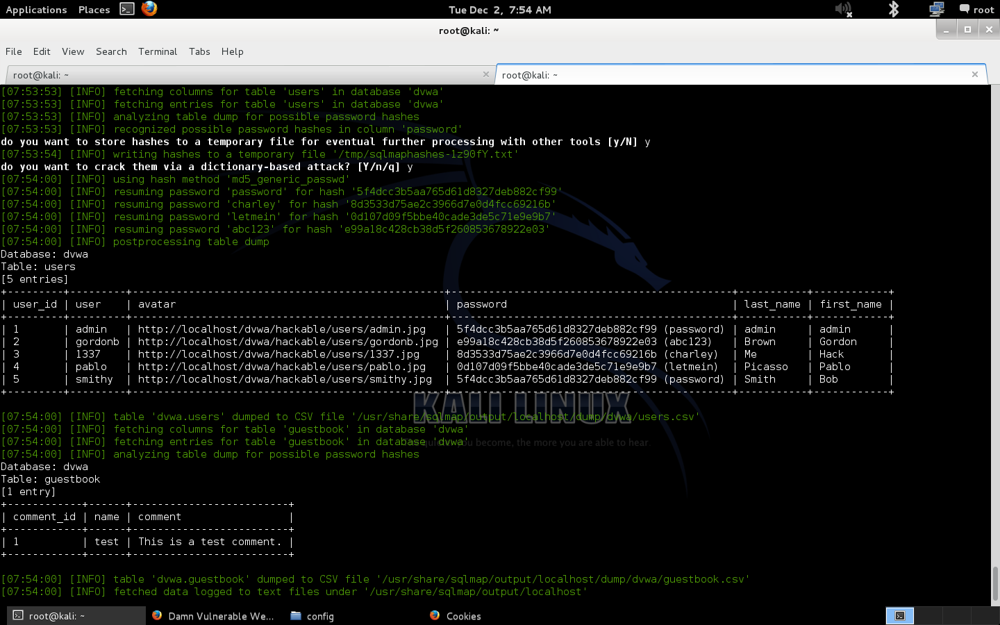 Applications Places Tue Dec 2, 7:54 AM root
root@kali: ~
File Edit View Search Terminal Tabs Help
root@kali: ~ root@kali: ~
[07:53:53] [INFO] fetching columns for table 'users' in database 'dvwa'
[07:53:53] [INFO] fetching entries for table 'users' in database 'dvwa'
[07:53:53] [INFO] analyzing table dump for possible password hashes
[07:53:53] [INFO] recognized possible password hashes in column 'password'
do you want to store hashes to a temporary file for eventual further processing with other tools [y/N] y
[07:53:54] [INFO] writing hashes to a temporary file '/tmp/sqlmaphashes-1z90fY.txt'
do you want to crack them via a dictionary-based attack? [Y/n/q] y
[07:54:00] [INFO] using hash method 'md5_generic_passwd'
[07:54:00] [INFO] resuming password 'password' for hash '5f4dcc3b5aa765d61d8327deb882cf99'
[07:54:00] [INFO] resuming password 'charley' for hash '8d3533d75ae2c3966d7e0d4fcc69216b'
[07:54:00] [INFO] resuming password 'letmein' for hash '0d107d09f5bbe40cade3de5c71e9e9b7'
[07:54:00] [INFO] resuming password 'abc123' for hash 'e99a18c428cb38d5f260853678922e03'
[07:54:00] [INFO] postprocessing table dump
Database: dvwa
Table: users
[5 entries]
+---------+---------+--------------------------------------------------+---------------------------------------------+-----------+------------+
| user_id | user | avatar | password | last_name | first_name |
+---------+---------+--------------------------------------------------+---------------------------------------------+-----------+------------+
| 1 | admin | http://localhost/dvwa/hackable/users/admin.jpg | 5f4dcc3b5aa765d61d8327deb882cf99 (password) | admin | admin |
| 2 | gordonb | http://localhost/dvwa/hackable/users/gordonb.jpg | e99a18c428cb38d5f260853678922e03 (abc123) | Brown | Gordon |
| 3 | 1337 | http://localhost/dvwa/hackable/users/1337.jpg | 8d3533d75ae2c3966d7e0d4fcc69216b (charley) | Me | Hack |
| 4 | pablo | http://localhost/dvwa/hackable/users/pablo.jpg | 0d107d09f5bbe40cade3de5c71e9e9b7 (letmein) | Picasso | Pablo |
| 5 | smithy | http://localhost/dvwa/hackable/users/smithy.jpg | 5f4dcc3b5aa765d61d8327deb882cf99 (password) | Smith | Bob |
+---------+---------+--------------------------------------------------+---------------------------------------------+-----------+------------+
KALI LINUX
[07:54:00] [INFO] table 'dvwa.users' dumped to CSV file '/usr/share/sqlmap/output/localhost/dump/dvwa/users.csv'
[07:54:00] [INFO] fetching columns for table 'guestbook' in database 'dvwa'
[07:54:00] [INFO] fetching entries for table 'guestbook' in database 'dvwa'
become, the more you are able to hear.
[07:54:00] [INFO] analyzing table dump for possible password hashes
Database: dvwa
Table: guestbook
[1 entry]
+------------+------+-------------------------+
| comment_id | name | comment |
+------------+------+-------------------------+
| 1 | test | This is a test comment. |
+------------+------+-------------------------+
[07:54:00] [INFO] table 'dvwa.guestbook' dumped to CSV file '/usr/share/sqlmap/output/localhost/dump/dvwa/guestbook.csv'
[07:54:00] [INFO] fetched data logged to text files under '/usr/share/sqlmap/output/localhost'
root@kali: ~ Damn Vulnerable We... config Cookies